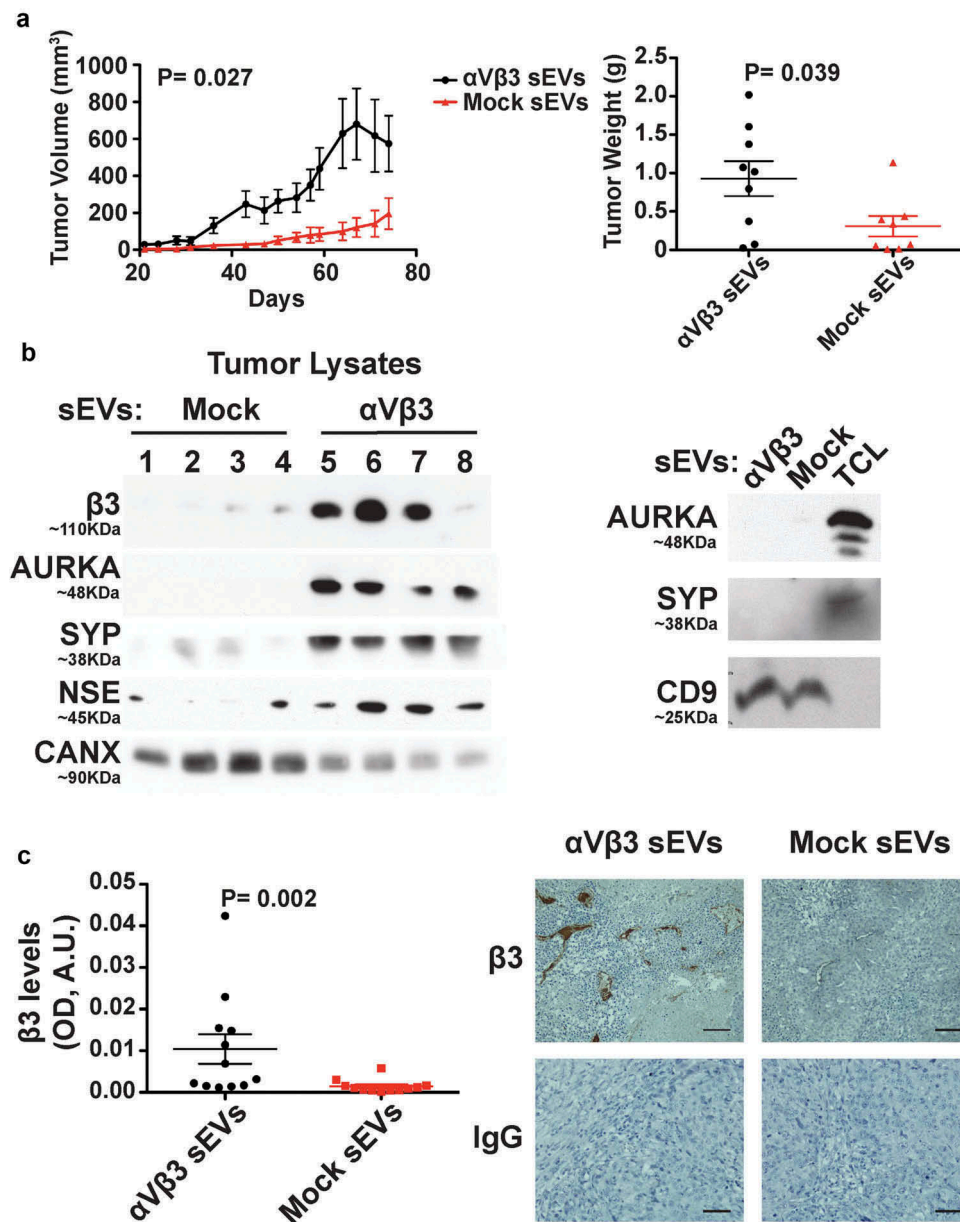 a
Tumor Volume (mm³)
1000
800
600
400
200
0
P= 0.027
20
40
60
80
Days
αVβ3 sEVs
Mock sEVs
Tumor Weight (g)
2.5
2.0
1.5
1.0
0.5
0
P= 0.039
αVβ3 sEVs
Mock sEVs
b
Tumor Lysates
sEVs: Mock αVβ3
1 2 3 4 5 6 7 8
β3
~110KDa
AURKA
~48KDa
SYP
~38KDa
NSE
~45KDa
CANX
~90KDa
sEVs: αVβ3 Mock TCL
AURKA
~48KDa
SYP
~38KDa
CD9
~25KDa
c
β3 levels
(OD, A.U.)
0.05
0.04
0.03
0.02
0.01
0.00
P= 0.002
αVβ3 sEVs
Mock sEVs
αVβ3 sEVs Mock sEVs
β3
IgG